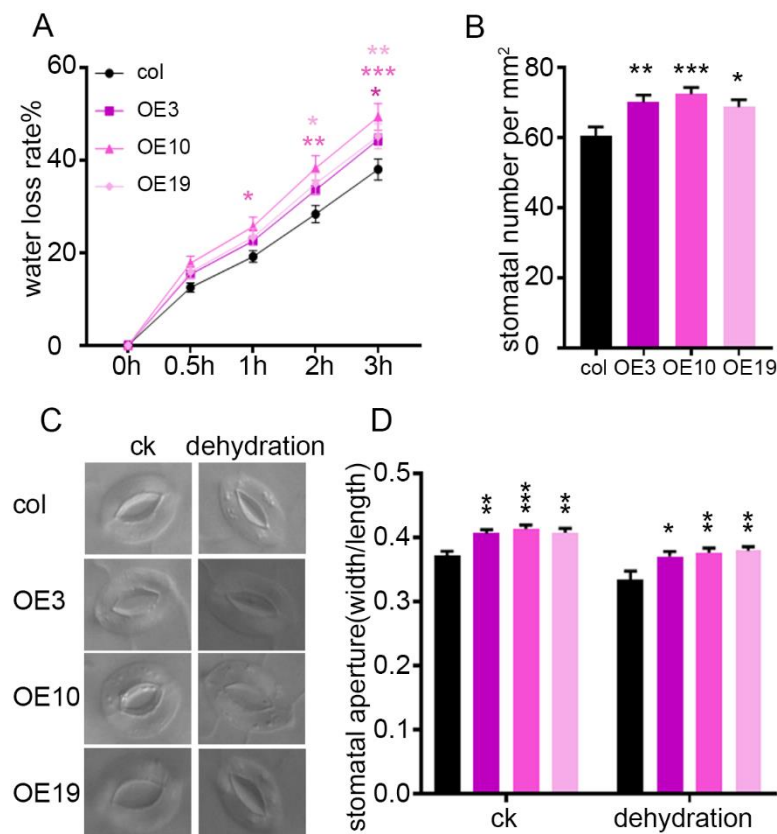 A
water loss rate%
60
40
20
0
0h 0.5h 1h 2h 3h
col
OE3
OE10
OE19
*
*
**
**
***
*
B
stomatal number per mm²
80
60
40
20
0
**
***
*
col OE3 OE10 OE19
C
ck dehydration
col
OE3
OE10
OE19
D
stomatal aperture(width/length)
0.5
0.4
0.3
0.2
0.1
0.0
**
***
**
*
**
**
ck dehydration